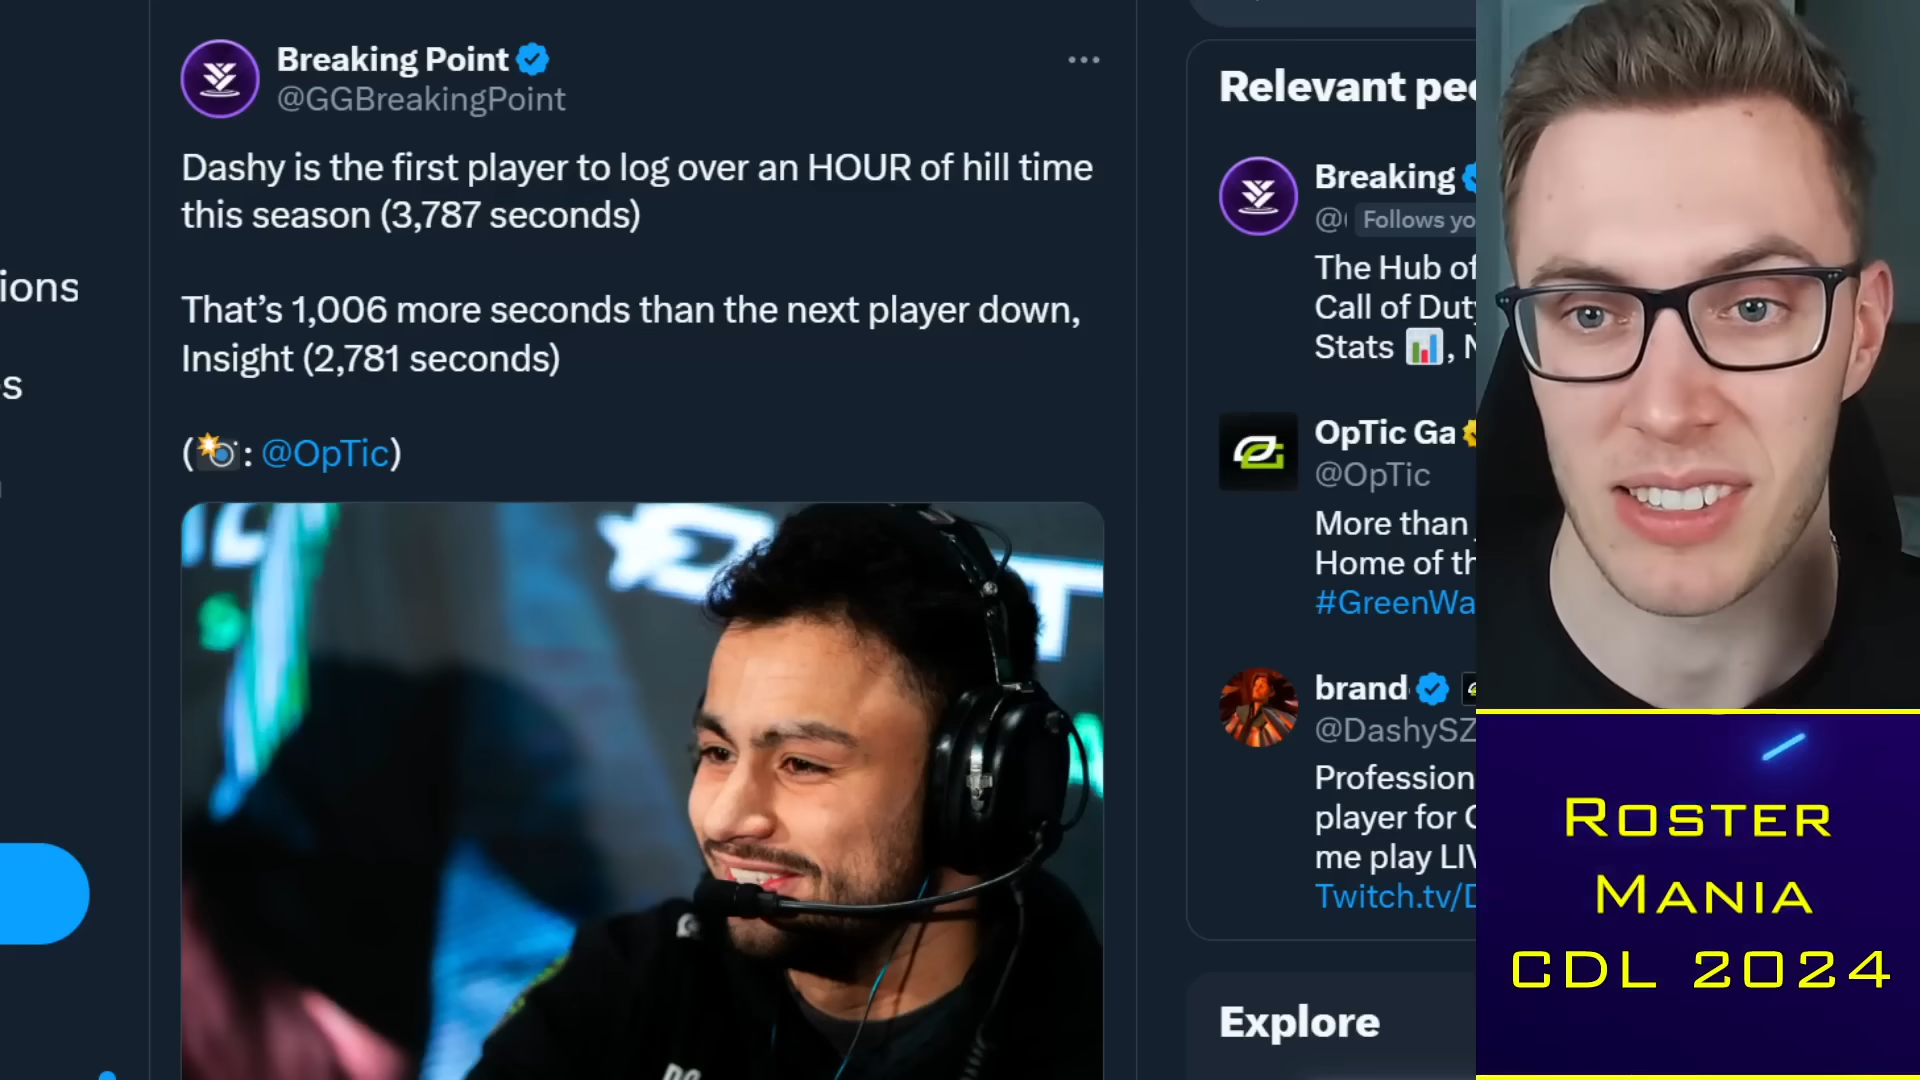 Breaking Point
@GGBreakingPoint
Dashy is the first player to log over an HOUR of hill time
this season (3,787 seconds)
That’s 1,006 more seconds than the next player down,
Insight (2,781 seconds)
(📸: @OpTic)
ions
s
Relevant
Breaking
@
Follows yo
The Hub of
Call of Dut
Stats 📊, N
OpTic Ga
@OpTic
More than
Home of th
#GreenWa
brand
@DashySZ
Profession
player for
me play LIV
Twitch.tv/D
Explore
ROSTER
MANIA
CDL 2024